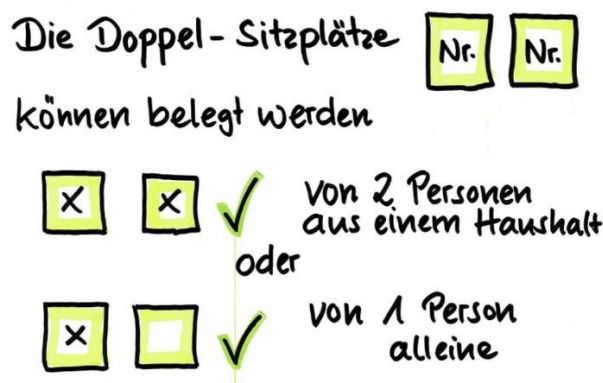 Die Doppel-Sitzplätze Nr. Nr.
können belegt werden
X X ✓ von 2 Personen
aus einem Haushalt
oder
X ✓ von 1 Person
alleine